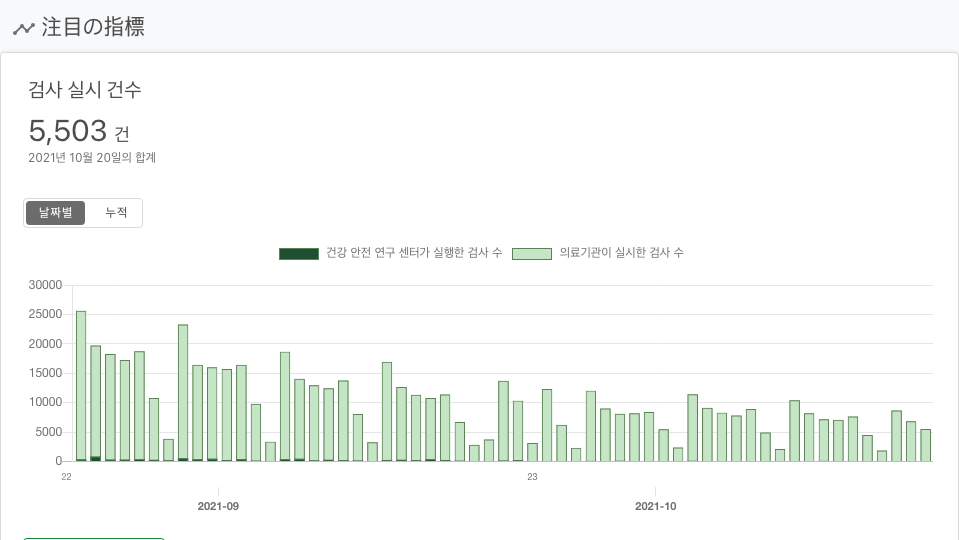 注目の指標
검사 실시 건수
5,503 건
2021년 10월 20일의 합계
날짜별 누적
건강 안전 연구 센터가 실행한 검사 수 의료기관이 실시한 검사 수
30000
25000
20000
15000
10000
5000
0
22 23
2021-09 2021-10